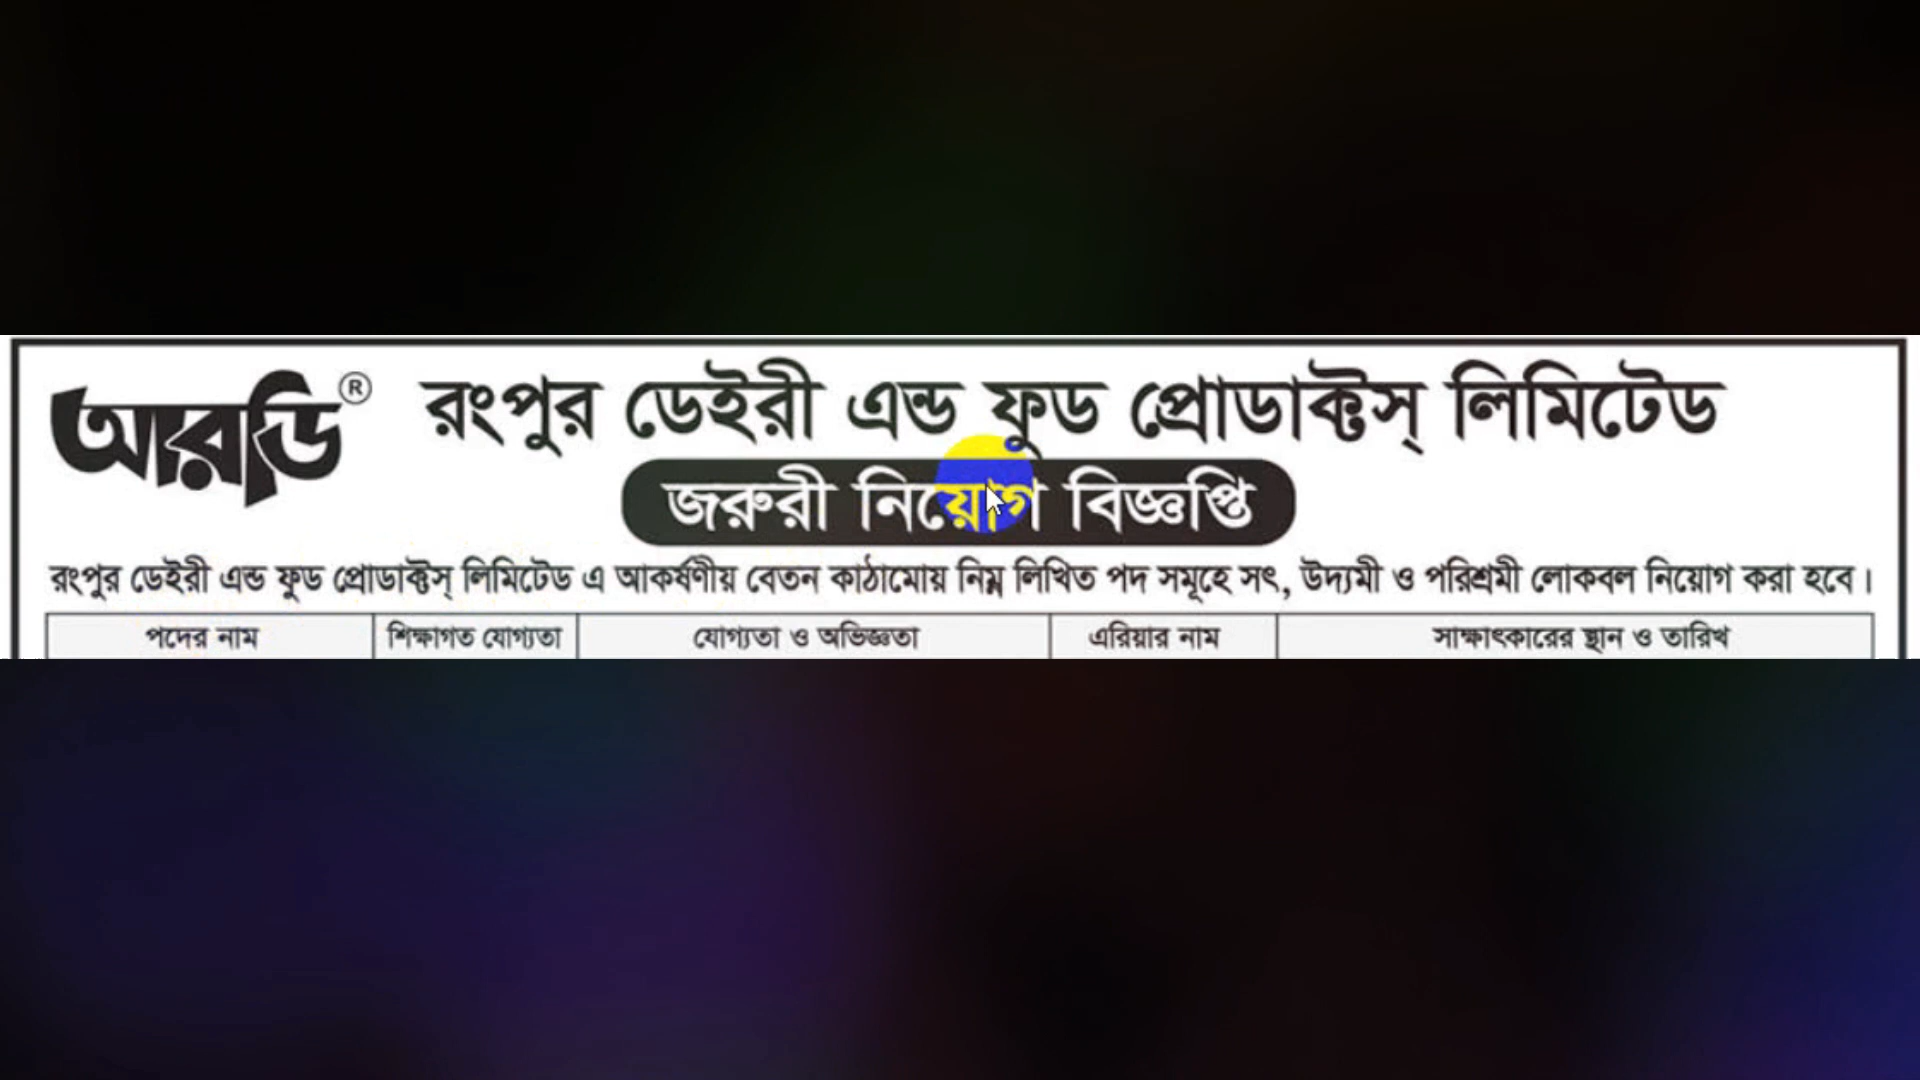 আরডি® রংপুর ডেইরী এন্ড ফুড প্রোডাক্টস্ লিমিটেড
জরুরী নিয়োগ বিজ্ঞপ্তি
রংপুর ডেইরী এন্ড ফুড প্রোডাক্টস্ লিমিটেড এ আকর্ষণীয় বেতন কাঠামোয় নিম্ন লিখিত পদ সমূহে সৎ, উদ্যমী ও পরিশ্রমী লোকবল নিয়োগ করা হবে।
পদের নাম শিক্ষাগত যোগ্যতা যোগ্যতা ও অভিজ্ঞতা এরিয়ার নাম সাক্ষাৎকারের স্থান ও তারিখ